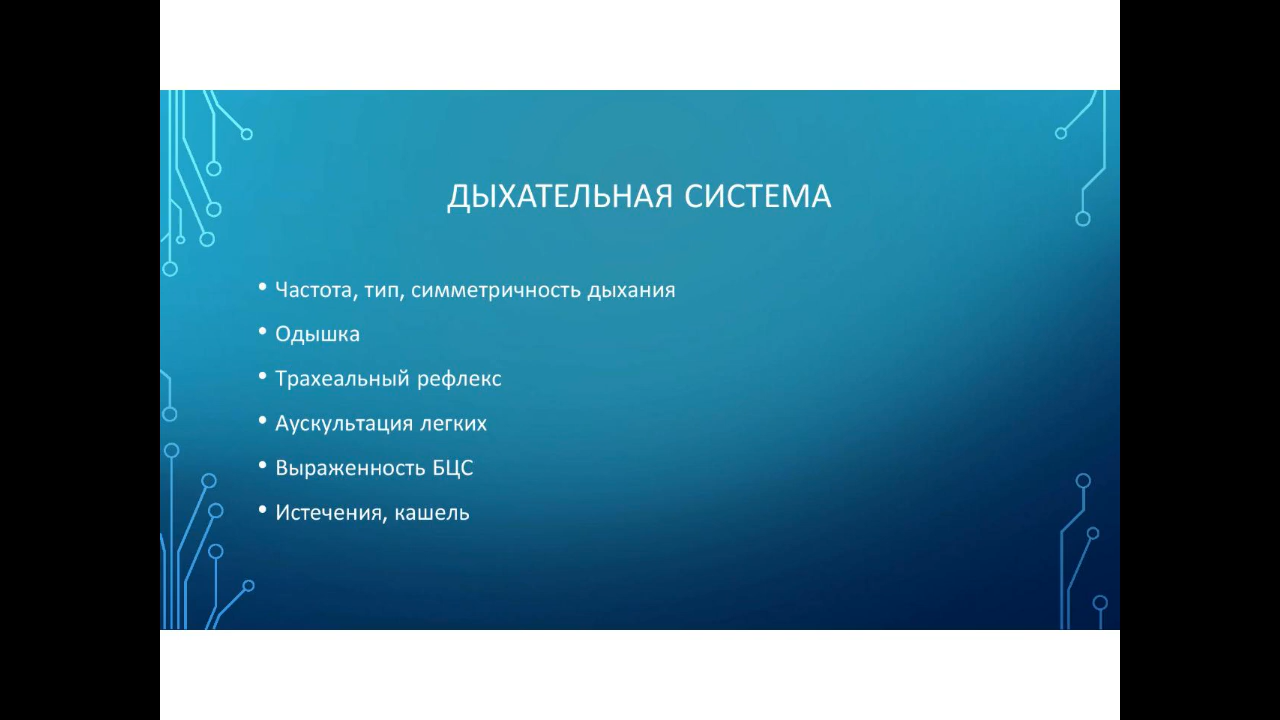 ДЫХАТЕЛЬНАЯ СИСТЕМА
• Частота, тип, симметричность дыхания
• Одышка
• Трахеальный рефлекс
• Аускультация легких
• Выраженность БЦС
• Истечения, кашель